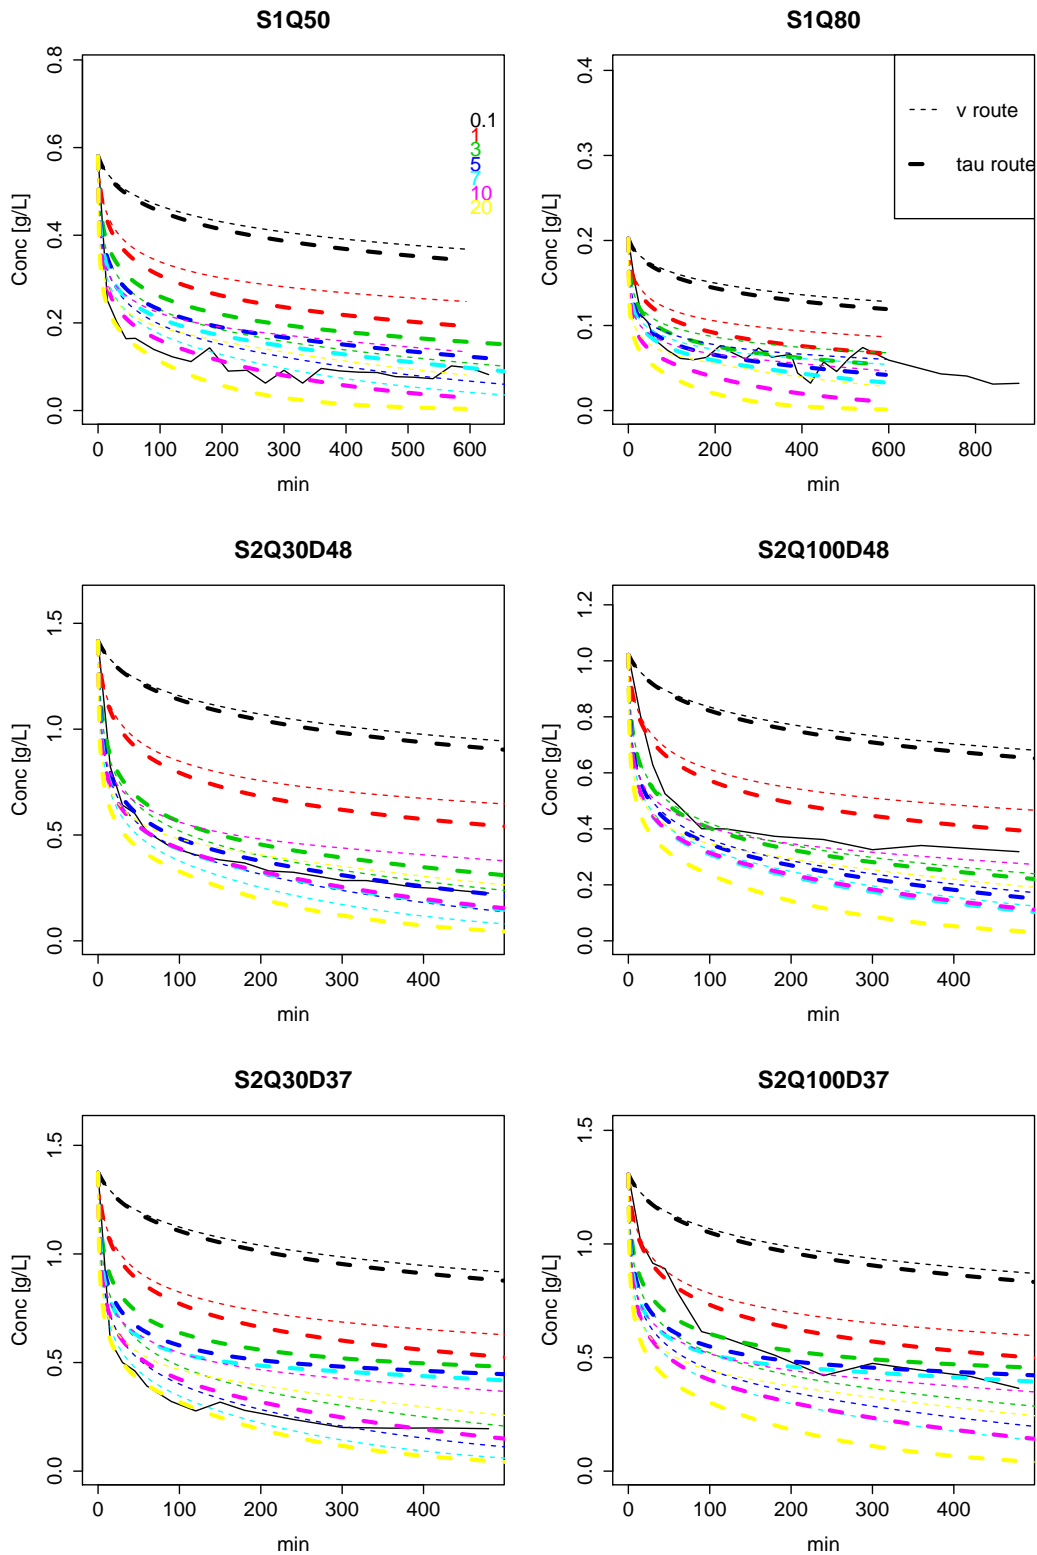 S1Q50
Conc [g/L]
0.0 0.2 0.4 0.6 0.8
0.1
1
3
5
7
10
20
0 100 200 300 400 500 600
min
S1Q80
Conc [g/L]
0.0 0.1 0.2 0.3 0.4
v route
tau route
0 200 400 600 800
min
S2Q30D48
Conc [g/L]
0.0 0.5 1.0 1.5
0 100 200 300 400
min
S2Q100D48
Conc [g/L]
0.0 0.2 0.4 0.6 0.8 1.0 1.2
0 100 200 300 400
min
S2Q30D37
Conc [g/L]
0.0 0.5 1.0 1.5
0 100 200 300 400
min
S2Q100D37
Conc [g/L]
0.0 0.5 1.0 1.5
0 100 200 300 400
min